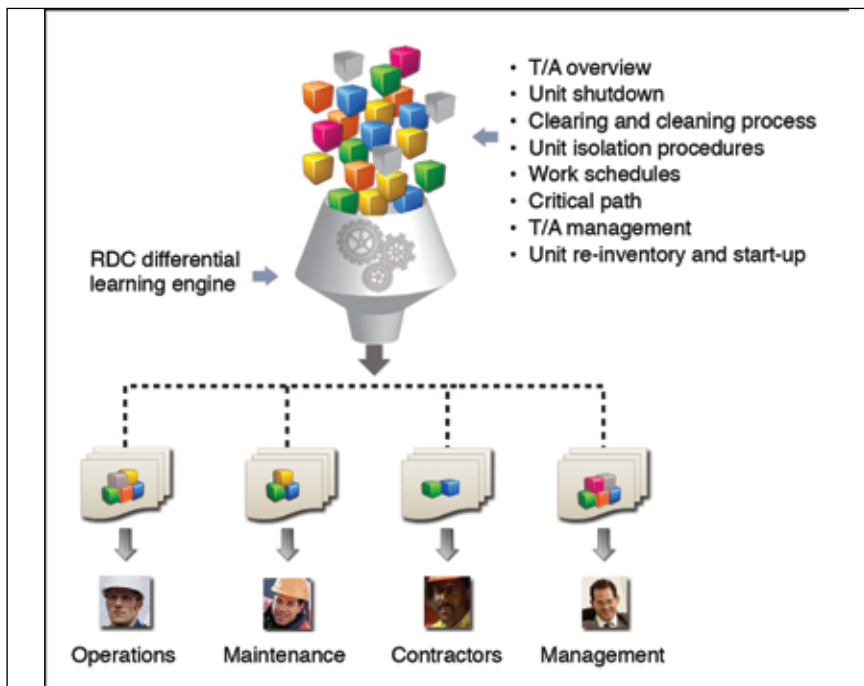 • T/A overview
• Unit shutdown
• Clearing and cleaning process
• Unit isolation procedures
• Work schedules
• Critical path
• T/A management
• Unit re-inventory and start-up
RDC differential
learning engine
Operations
Maintenance
Contractors
Management